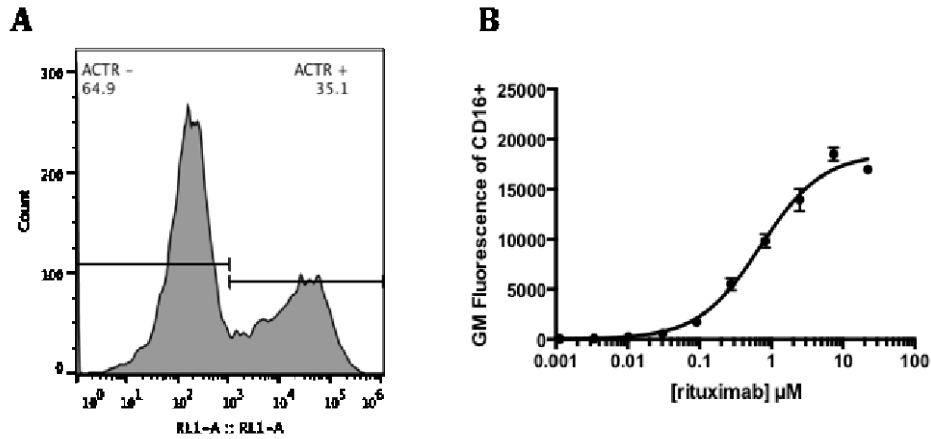 A
ACTR -
64.9
ACTR +
35.1
300
200
100
0
Count
10^0 10^1 10^2 10^3 10^4 10^5 10^6
RL1-A :: RL1-A
B
GM Fluorescence of CD16+
25000
20000
15000
10000
5000
0
0.001 0.01 0.1 1 10 100
[rituximab] µM